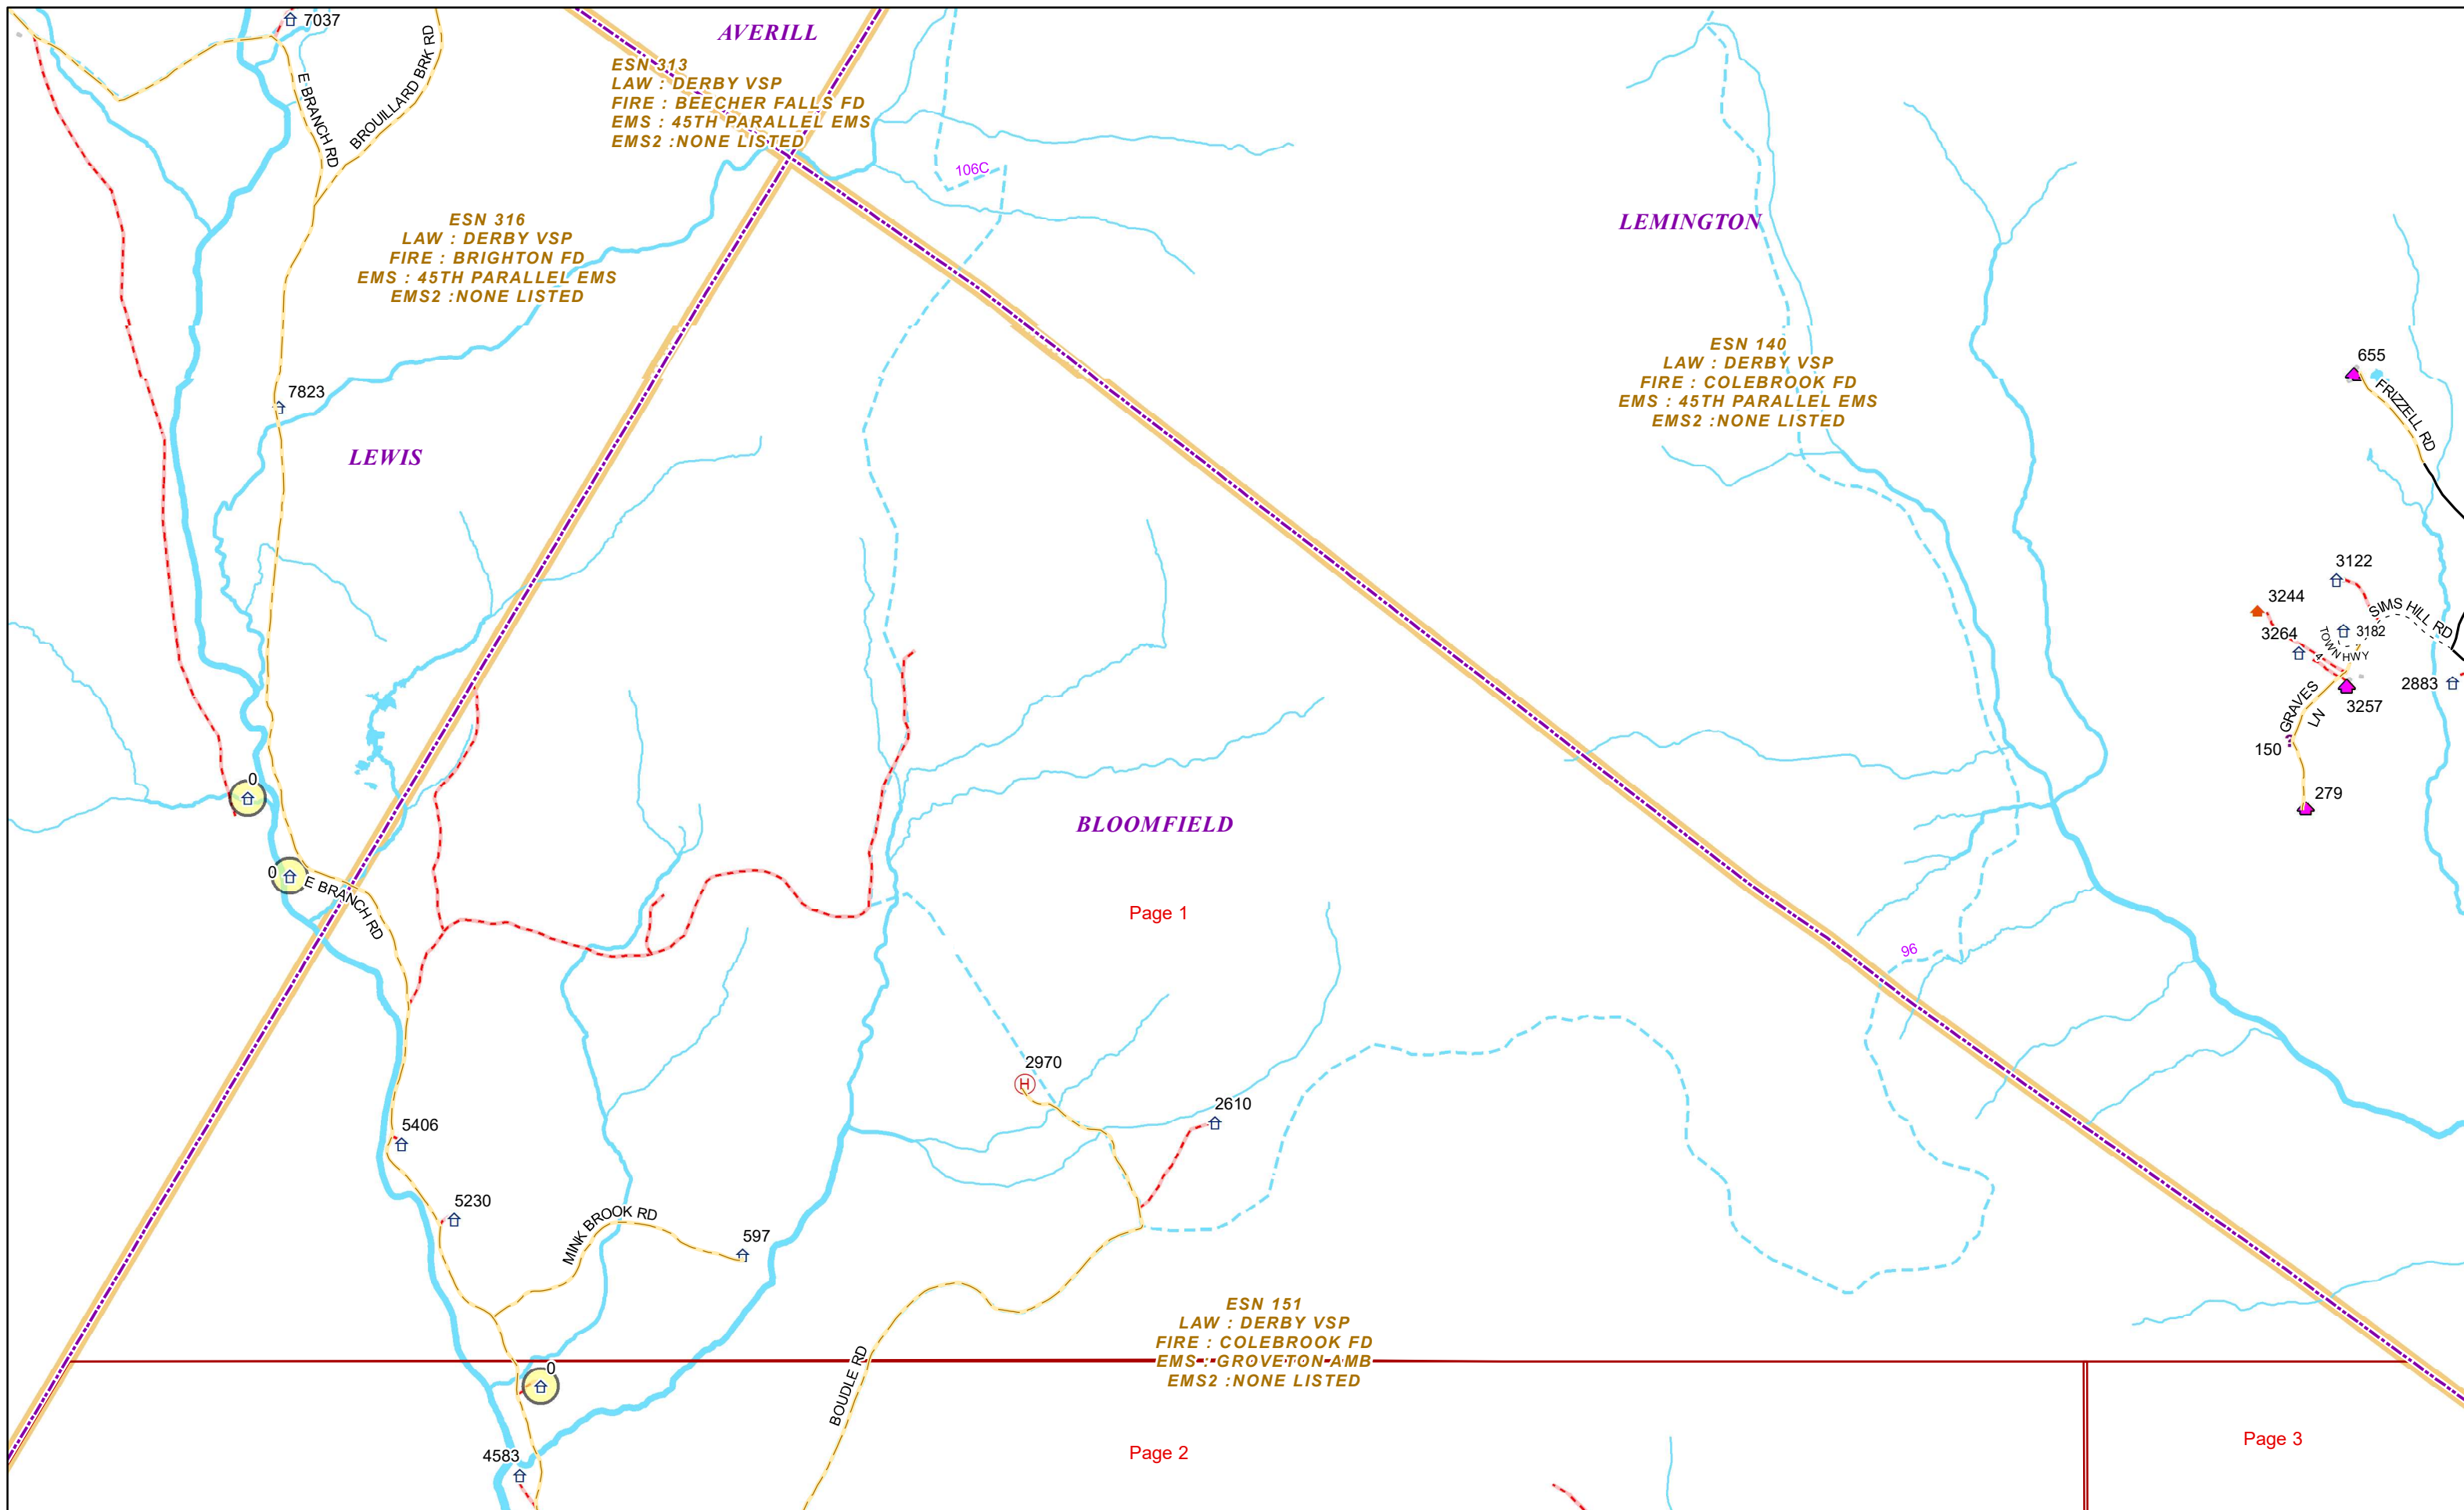 7037
AVERILL
E BRANCH RD
BROUILLARD BRK RD
ESN 313
LAW : DERBY VSP
FIRE : BEECHER FALLS FD
EMS : 45TH PARALLEL EMS
EMS2 :NONE LISTED
106C
ESN 316
LAW : DERBY VSP
FIRE : BRIGHTON FD
EMS : 45TH PARALLEL EMS
EMS2 :NONE LISTED
LEMINGTON
ESN 140
LAW : DERBY VSP
FIRE : COLEBROOK FD
EMS : 45TH PARALLEL EMS
EMS2 :NONE LISTED
655
FRIZZELL RD
7823
LEWIS
3122
3244
SIMS HILL RD
3264
3182
TOWN HWY 4
2883
3257
GRAVES LN
150
0
279
BLOOMFIELD
0
E BRANCH RD
Page 1
96
2970
2610
5406
5230
MINK BROOK RD
597
ESN 151
LAW : DERBY VSP
FIRE : COLEBROOK FD
EMS : GROVETON AMB
EMS2 :NONE LISTED
0
BOUDLE RD
4583
Page 2
Page 3